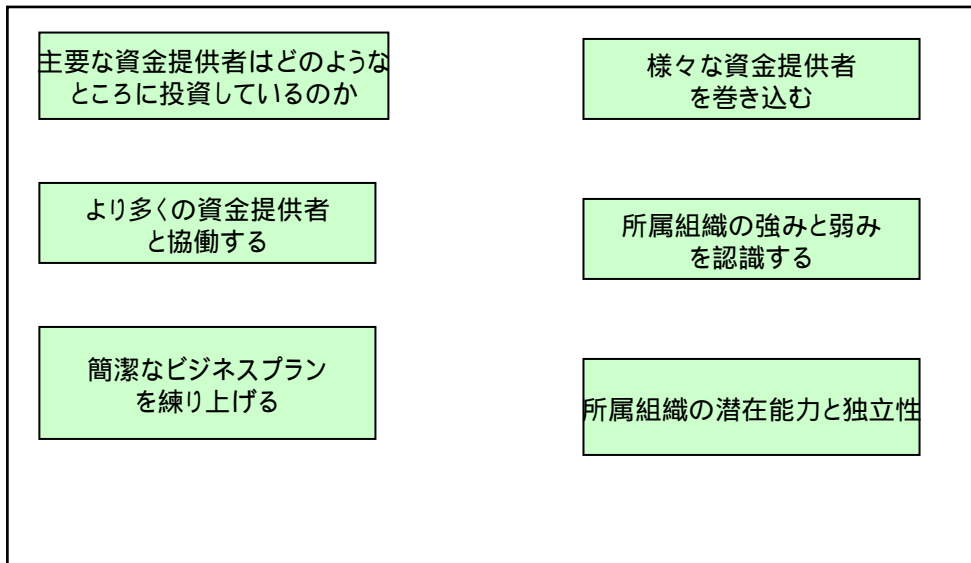 主要な資金提供者はどのような
ところに投資しているのか
様々な資金提供者
を巻き込む
より多くの資金提供者
と協働する
所属組織の強みと弱み
を認識する
簡潔なビジネスプラン
を練り上げる
所属組織の潜在能力と独立性